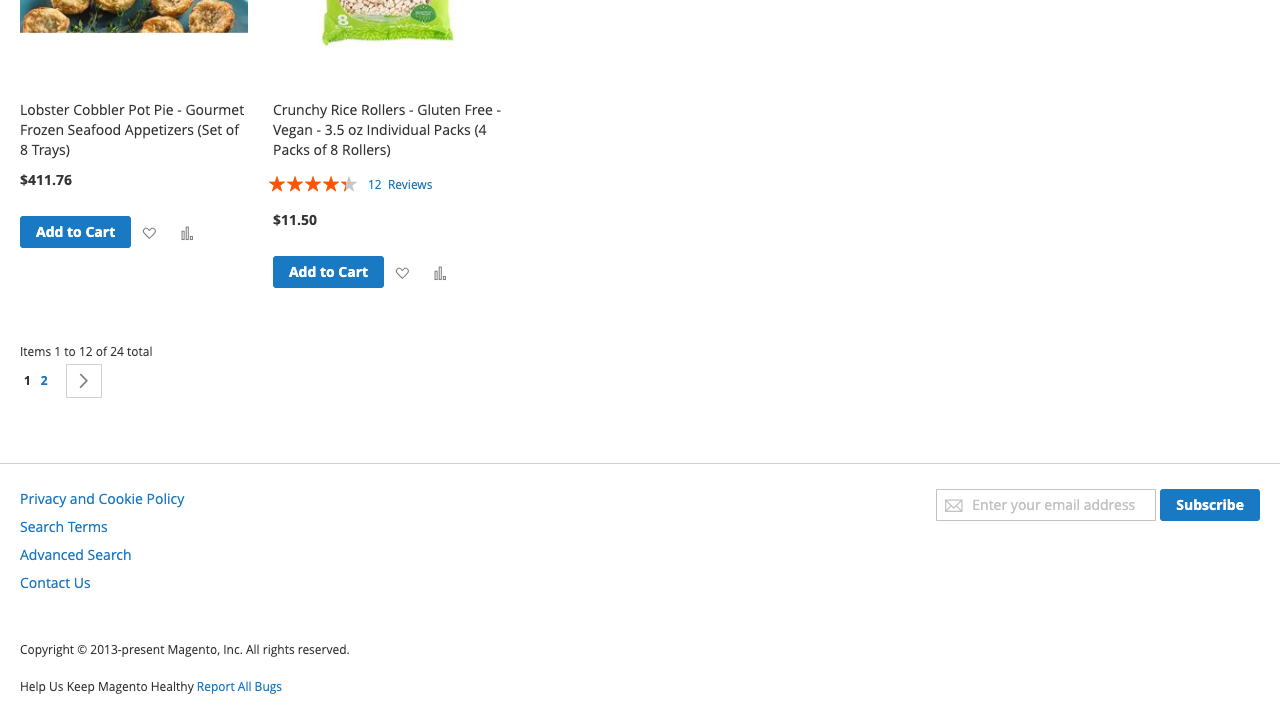 8
Lobster Cobbler Pot Pie - Gourmet
Frozen Seafood Appetizers (Set of
8 Trays)
$411.76
Add to Cart
Crunchy Rice Rollers - Gluten Free -
Vegan - 3.5 oz Individual Packs (4
Packs of 8 Rollers)
12 Reviews
$11.50
Add to Cart
Items 1 to 12 of 24 total
1 2
Privacy and Cookie Policy
Search Terms
Advanced Search
Contact Us
Enter your email address
Subscribe
Copyright © 2013-present Magento, Inc. All rights reserved.
Help Us Keep Magento Healthy Report All Bugs